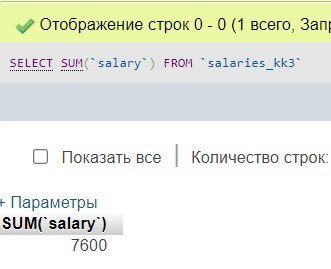 Отображение строк 0 - 0 (1 всего,
SELECT SUM(`salary`) FROM `salaries_kk3`
Показать все | Количество строк:
+ Параметры
SUM(`salary`)
7600